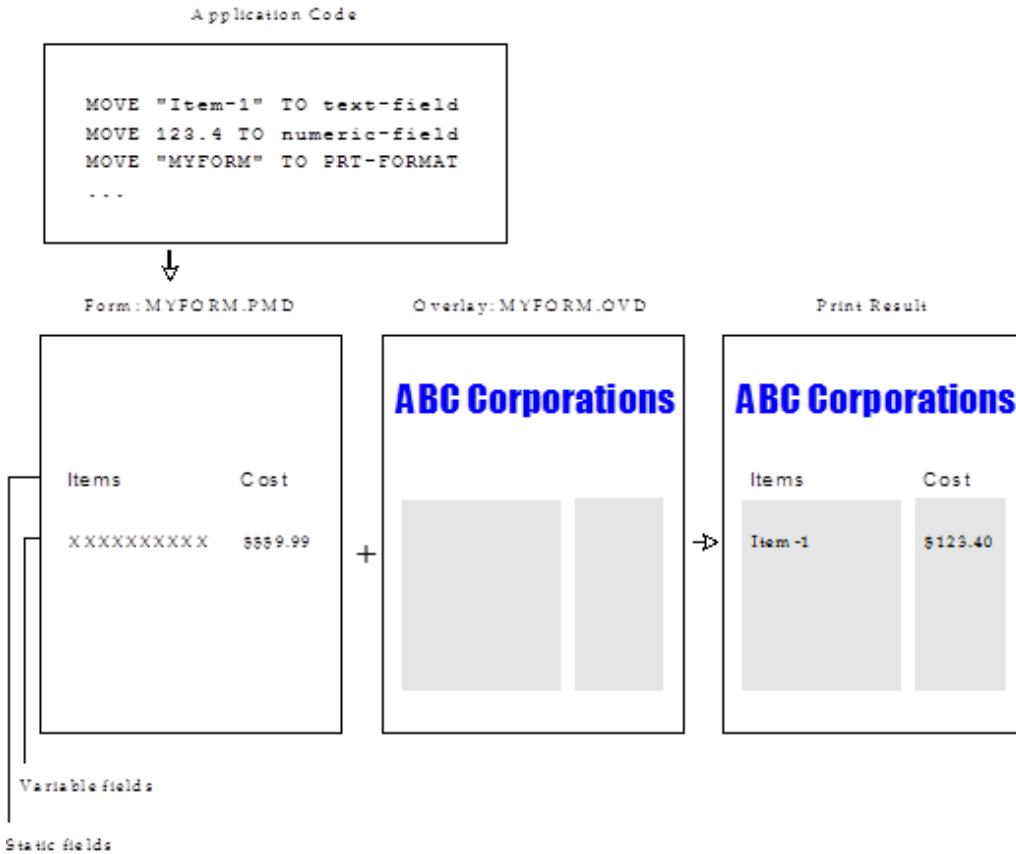 Application Code
MOVE "Item-1" TO text-field
MOVE 123.4 TO numeric-field
MOVE "MYFORM" TO PRT-FORMAT
...
Form:MYFORM.PMD
Overlay:MYFORM.OVD
Print Result
ABC Corporations
ABC Corporations
Items Cost
Items Cost
XXXXXXXXXX $$$9.99
+
Item-1 $123.40
Variable fields
Static fields